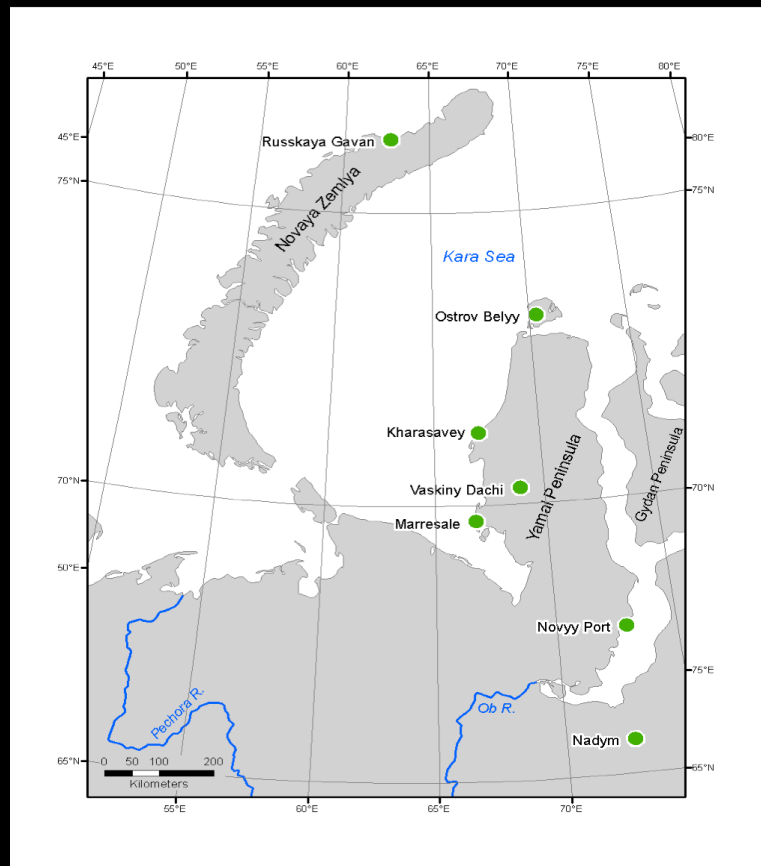 45°E 50°E 55°E 60°E 65°E 70°E 75°E 80°E
45°E
80°E
Russkaya Gavan
75°N
75°N
Novaya Zemlya
Kara Sea
Ostrov Belyy
Kharasavey
Yamal Peninsula
Gydan Peninsula
70°N
70°N
Vaskiny Dachi
Marresale
50°E
Novyy Port
75°E
Pechora R.
Ob R.
Nadym
65°N
65°N
0 50 100 200
Kilometers
55°E 60°E 65°E 70°E